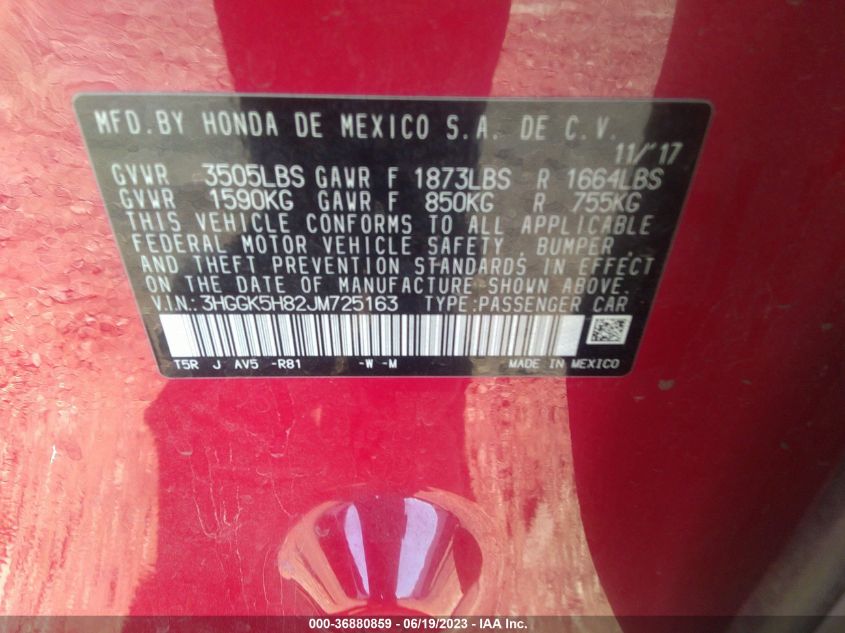 MFD.BY HONDA DE MEXICO S.A. DE C.V.
11/'17
GVWR 3505LBS GAWR F 1873LBS R 1664LBS
GVWR 1590KG GAWR F 850KG R 755KG
THIS VEHICLE CONFORMS TO ALL APPLICABLE
FEDERAL MOTOR VEHICLE SAFETY, BUMPER,
AND THEFT PREVENTION STANDARDS IN EFFECT
ON THE DATE OF MANUFACTURE SHOWN ABOVE.
V.I.N.:3HGGK5H82JM725163 TYPE:PASSENGER CAR
T5R J AV5 -R81 -W -M MADE IN MEXICO
000-36880859 - 06/19/2023 - IAA Inc.